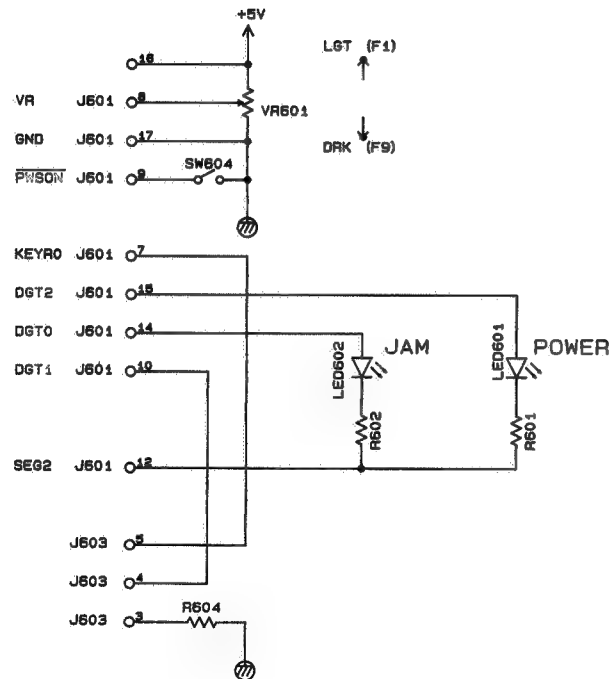 +5V
LGT (F1)
16
VR J601 8
VR601
GND J601 17
DRK (F9)
PWSON J601 9
SW604
KEYR0 J601 7
DGT2 J601 15
DGT0 J601 14
JAM
POWER
LED602
LED601
DGT1 J601 10
R602
R601
SEG2 J601 12
J603 5
J603 4
J603 3
R604